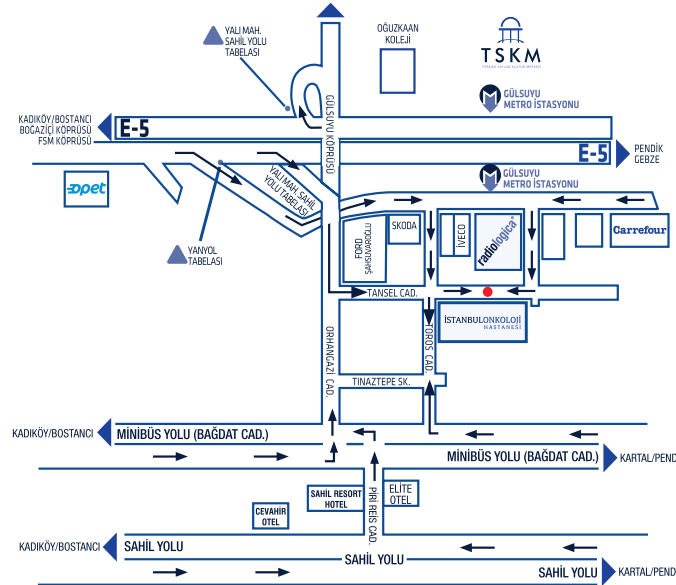 YALI MAH.
SAHİL YOLU
TABELASI
OĞUZKAAN
KOLEJİ
TSKM
GÜLSUYU
METRO İSTASYONU
KADIKÖY/BOSTANCI
BOĞAZİÇİ KÖPRÜSÜ
FSM KÖPRÜSÜ
E-5
GÜLSUYU KÖPRÜSÜ
E-5
PENDİK
GEBZE
GÜLSUYU
METRO İSTASYONU
opet
YALI MAH. SAHİL
YOLU TABELASI
YANYOL
TABELASI
FORD
ŞAHSUVAROĞLU
SKODA
İVECO
radiologica
Carrefour
TANSEL CAD.
İSTANBULONKOLOJİ
HASTANESİ
ORHANGAZİ CAD.
TOROS CAD.
TINAZTEPE SK.
KADIKÖY/BOSTANCI
MİNİBÜS YOLU (BAĞDAT CAD.)
MİNİBÜS YOLU (BAĞDAT CAD.)
KARTAL/PEND
SAHİL RESORT
HOTEL
PİRİ REİS CAD.
ELİTE
OTEL
CEVAHİR
OTEL
KADIKÖY/BOSTANCI
SAHİL YOLU
SAHİL YOLU
SAHİL YOLU
KARTAL/PEND